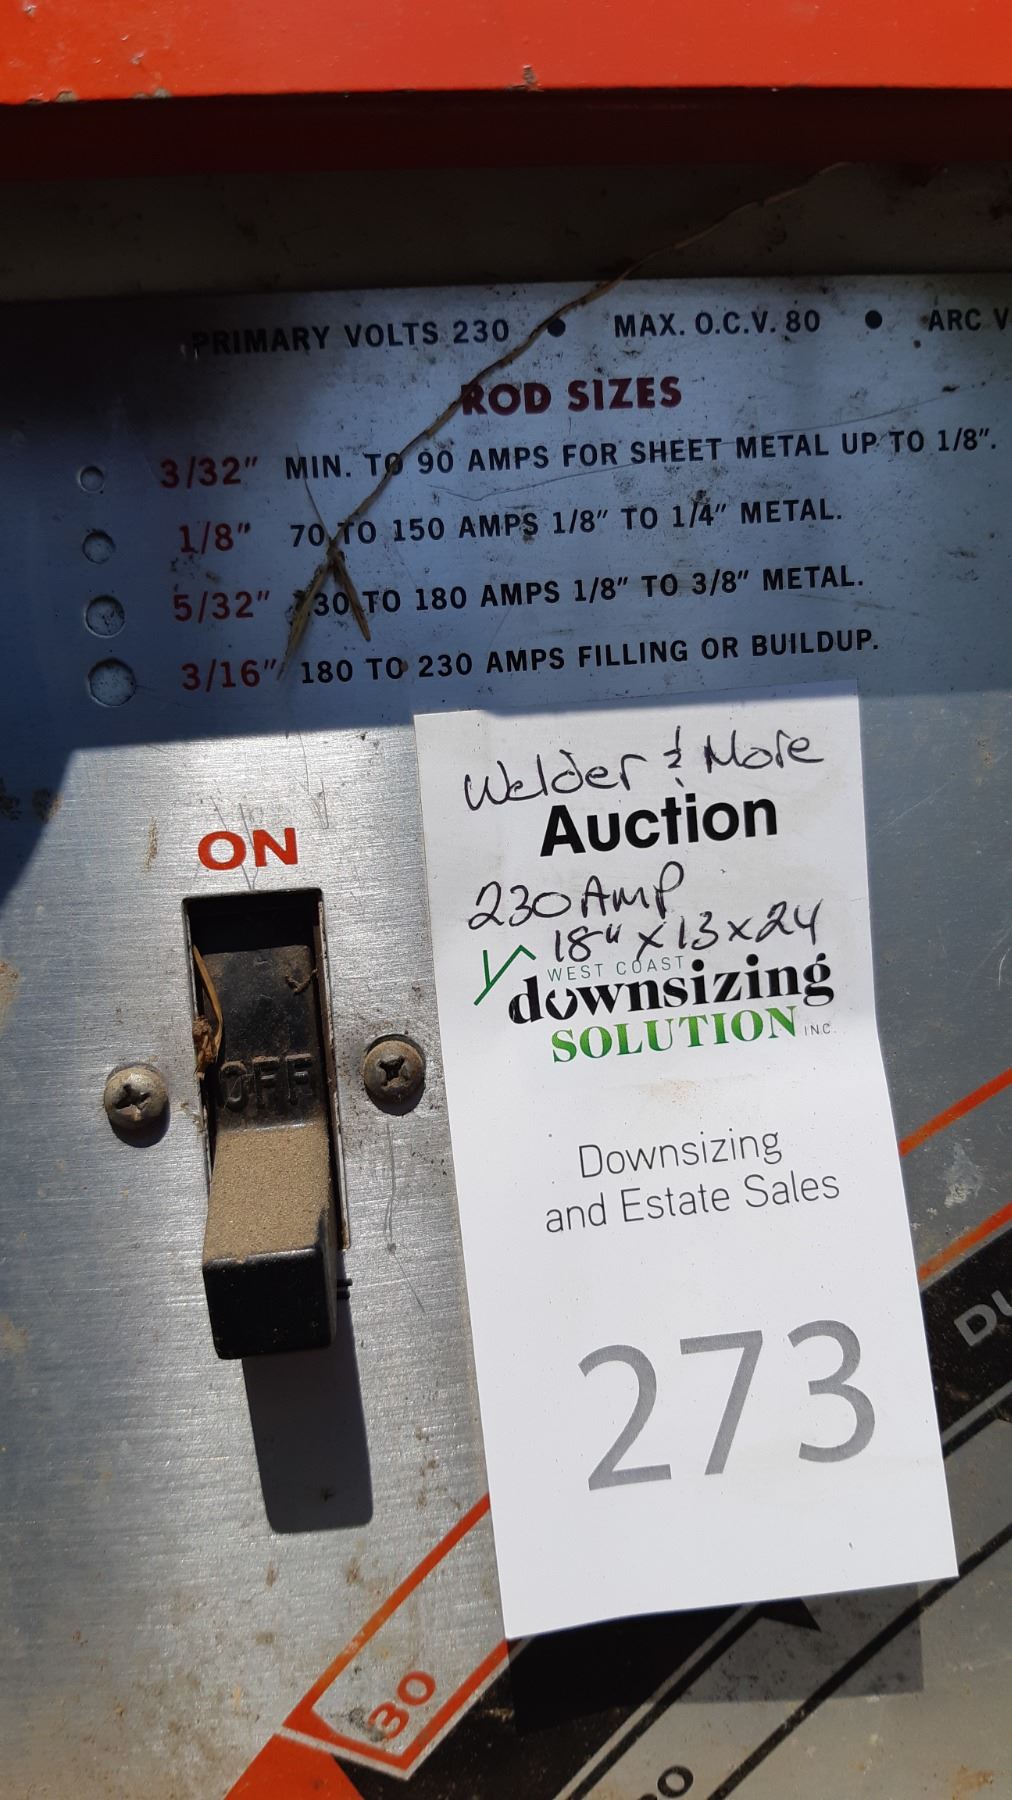 PRIMARY VOLTS 230 • MAX. O.C.V. 80 • ARC V
ROD SIZES
3/32" MIN. TO 90 AMPS FOR SHEET METAL UP TO 1/8".
1/8" 70 TO 150 AMPS 1/8" TO 1/4" METAL.
5/32" 30 TO 180 AMPS 1/8" TO 3/8" METAL.
3/16" 180 TO 230 AMPS FILLING OR BUILDUP.
ON
OFF
Welder & More
Auction
230 AMP
18" x 13 x 24
WEST COAST
downsizing
SOLUTION INC.
Downsizing
and Estate Sales
273
DU
30